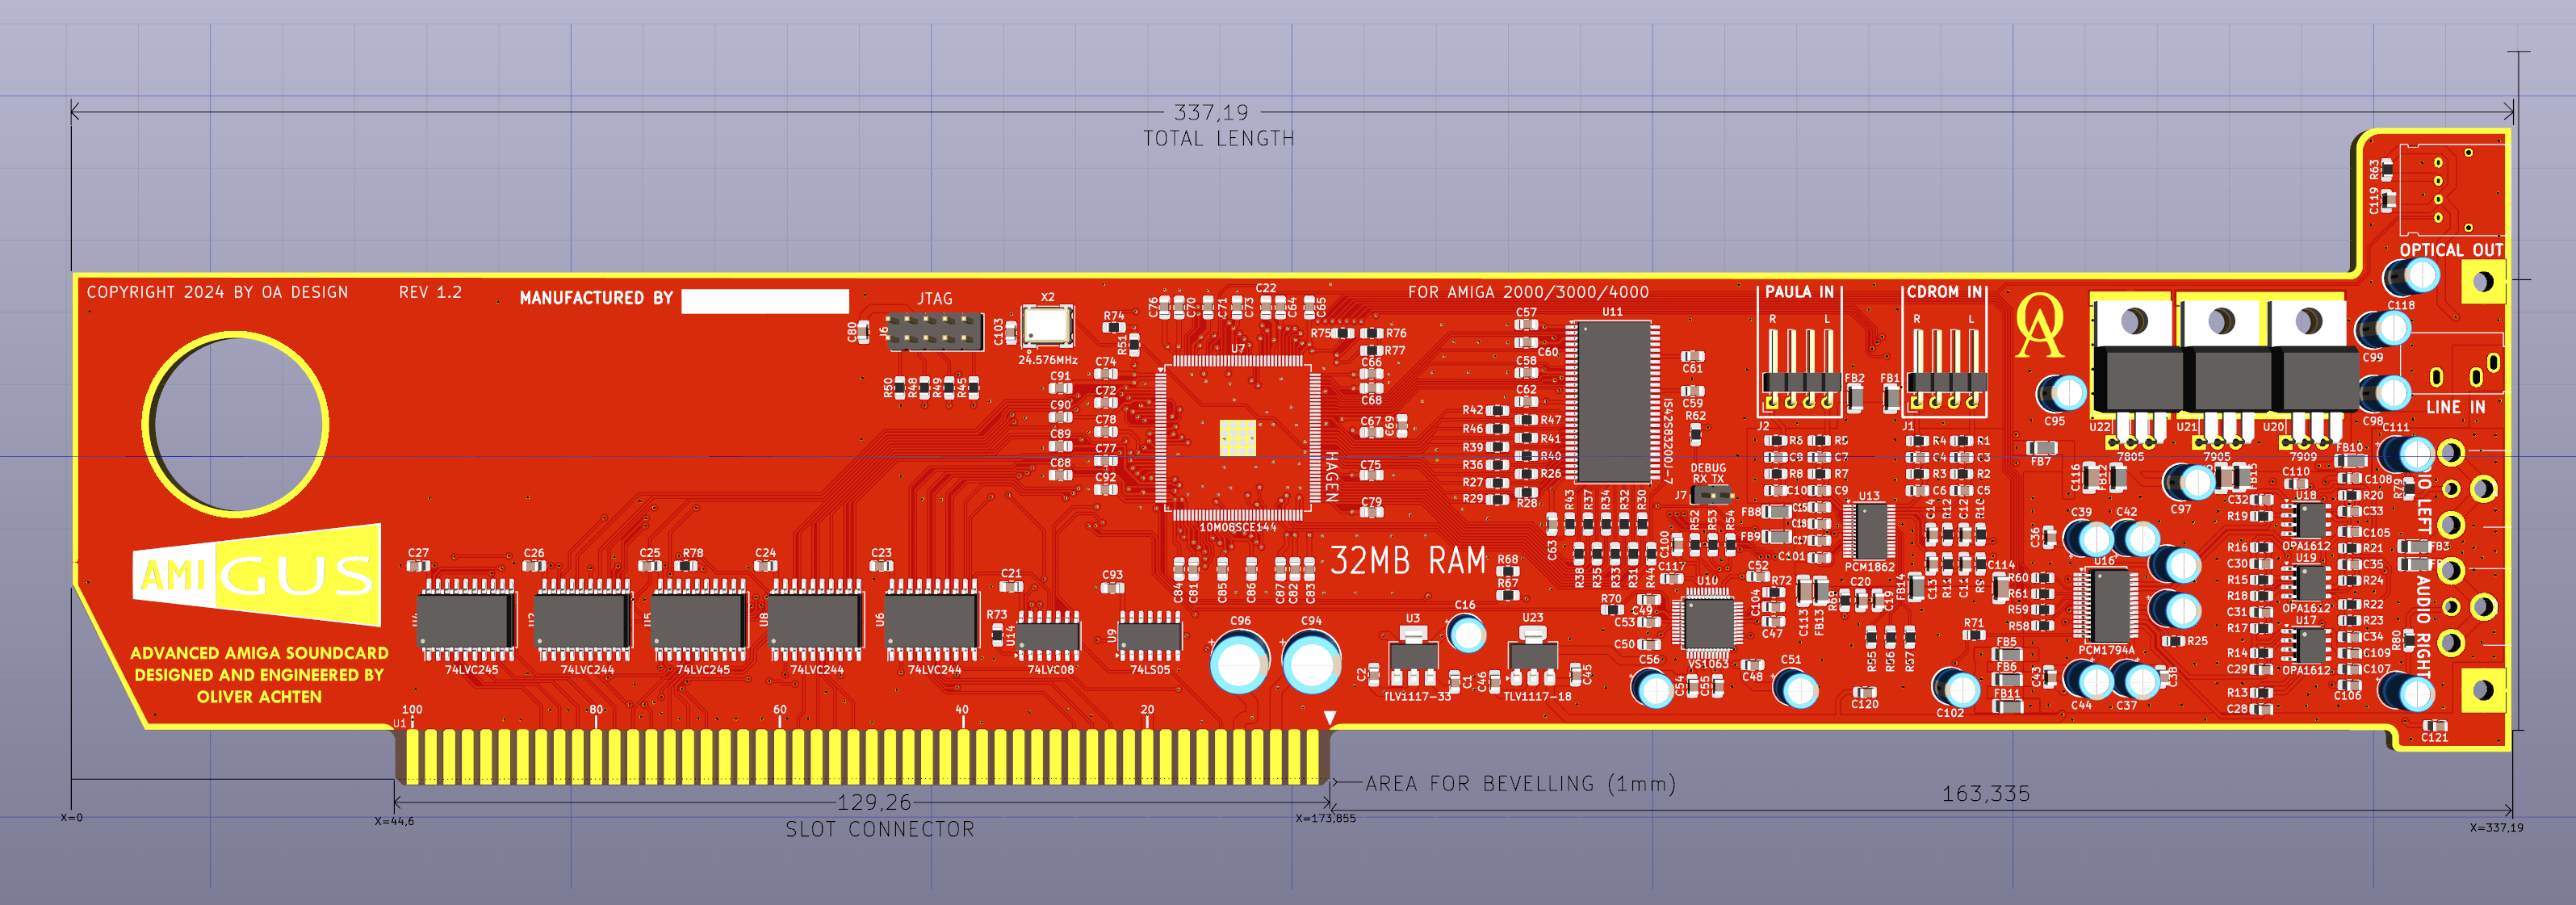 337,19
TOTAL LENGTH
COPYRIGHT 2024 BY OA DESIGN
REV 1.2
MANUFACTURED BY
JTAG
X2
24.576MHz
C80
J6
C103
R50
R48
R49
R45
R74
R51
C76
C70
C71
C73
C22
C64
C65
U7
C74
C91
C72
C90
C78
C89
C77
C88
C92
R75
R76
R77
C66
C68
C67
C69
C75
C79
HAGEN
10M08SCE144
FOR AMIGA 2000/3000/4000
C57
C60
C58
C62
U11
IS42S83200J-7
C61
C59
R62
R42
R47
R46
R41
R39
R40
R36
R26
R27
R29
R28
DEBUG
RX TX
J7
R43
R37
R34
R32
R30
R52
R53
R54
C63
R38
R35
R33
R31
R44
C100
C117
32MB RAM
R68
R67
PAULA IN
R L
J2
FB2
FB1
CDROM IN
R L
J1
R6
R5
R8
R7
C10
C9
R4
R1
C4
C3
R3
R2
C6
C5
FB8
FB9
C15
C18
C17
C101
U13
PCM1862
C14
R12
C12
R10
C13
R11
C114
FB14
C20
C19
R69
C113
FB13
C52
R72
C104
C47
U10
VS1063
R70
C49
C53
C50
C56
C54
C55
C48
C51
R55
R56
R57
C120
C102
R71
FB5
FB6
FB11
OA
C95
FB7
U22
U21
U20
7805
7905
7909
C118
C99
C98
C111
R63
C119
OPTICAL OUT
LINE IN
FB10
C116
FB12
C97
FB15
C110
C108
U18
C32
R19
R20
C33
C105
OPA1612
R16
R21
U19
C30
C35
R15
R24
R18
OPA1612
R22
C31
R23
U17
R17
C34
R14
C109
C29
OPA1612
C107
R13
C106
C28
C39
C42
C36
U16
R60
R61
R59
R58
PCM1794A
R25
C43
C44
C37
C38
R79
R80
FB3
AUDIO LEFT
AUDIO RIGHT
C121
AMIGUS
ADVANCED AMIGA SOUNDCARD
DESIGNED AND ENGINEERED BY
OLIVER ACHTEN
C27
C26
C25
R78
C24
C23
C21
C93
U4
U2
U5
U8
U6
R73
U14
U9
74LVC245
74LVC244
74LVC245
74LVC244
74LVC244
74LVC08
74LS05
C84
C81
C85
C86
C87
C82
C83
C96
C94
U3
C16
U23
C2
TLV1117-33
C1
C46
TLV1117-18
C45
U1
100
80
60
40
20
AREA FOR BEVELLING (1mm)
129,26
SLOT CONNECTOR
163,335
X=0
X=44,6
X=173,855
X=337,19